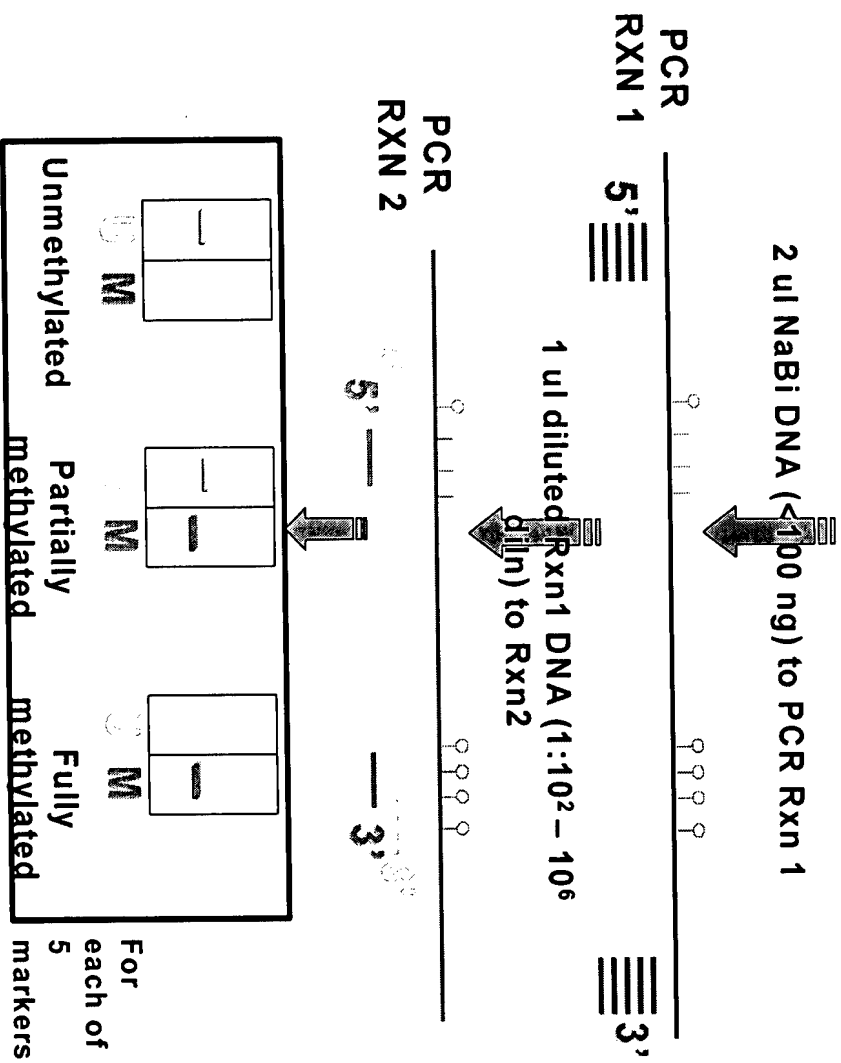 2 ul NaBi DNA (<100 ng) to PCR Rxn 1
PCR
RXN 1
5'
3'
1 ul diluted Rxn1 DNA (1:10² – 10⁶
diln) to Rxn2
PCR
RXN 2
5'
3'
U M
M
M
Unmethylated
Partially
methylated
Fully
methylated
For
each of
5
markers